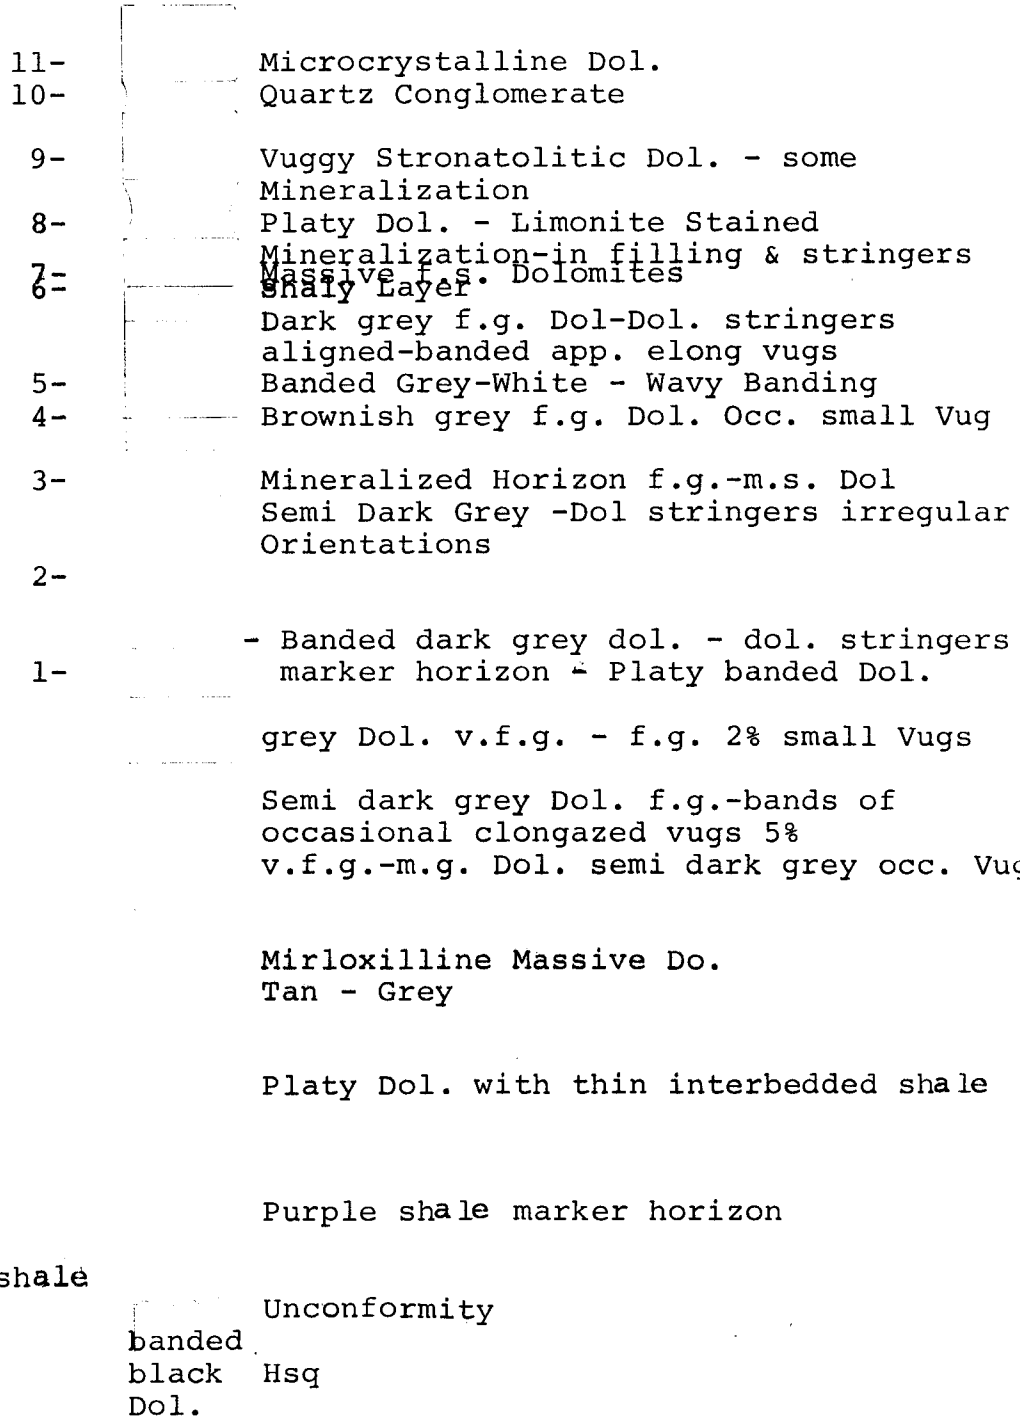 11- Microcrystalline Dol.
10- Quartz Conglomerate
9- Vuggy Stronatolitic Dol. - some
Mineralization
8- Platy Dol. - Limonite Stained
Mineralization-in filling & stringers
7- Massive f.s. Dolomites
6- Shaly Layer
Dark grey f.g. Dol-Dol. stringers
aligned-banded app. elong vugs
5- Banded Grey-White - Wavy Banding
4- Brownish grey f.g. Dol. Occ. small Vug
3- Mineralized Horizon f.g.-m.s. Dol
Semi Dark Grey -Dol stringers irregular
Orientations
2-
- Banded dark grey dol. - dol. stringers
1- marker horizon - Platy banded Dol.
grey Dol. v.f.g. - f.g. 2% small Vugs
Semi dark grey Dol. f.g.-bands of
occasional clongazed vugs 5%
v.f.g.-m.g. Dol. semi dark grey occ. Vug
Mirloxilline Massive Do.
Tan - Grey
Platy Dol. with thin interbedded shale
Purple shale marker horizon
shale
Unconformity
banded
black Hsq
Dol.